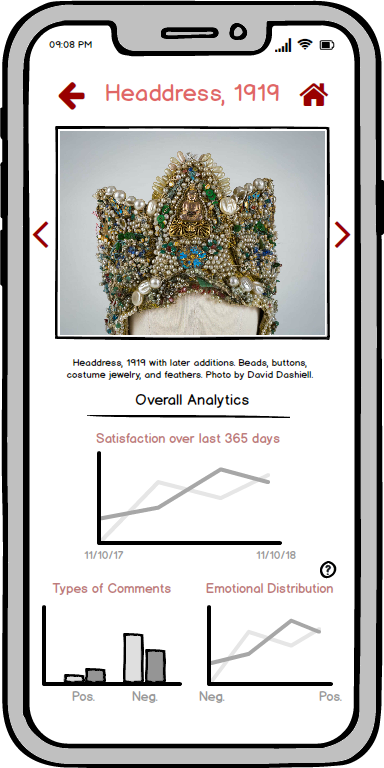 09:08 PM
Headdress, 1919
Headdress, 1919 with later additions. Beads, buttons,
costume jewelry, and feathers. Photo by David Dashiell.
Overall Analytics
Satisfaction over last 365 days
11/10/17 11/10/18
?
Types of Comments Emotional Distribution
Pos. Neg. Neg. Pos.